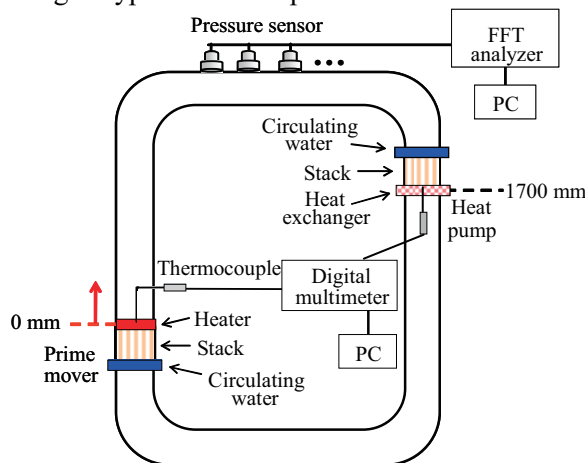 Pressure sensor
FFT
analyzer
PC
Circulating
water
Stack
Heat
exchanger
1700 mm
Heat
pump
Thermocouple
Digital
multimeter
PC
0 mm
Heater
Stack
Prime
mover
Circulating
water